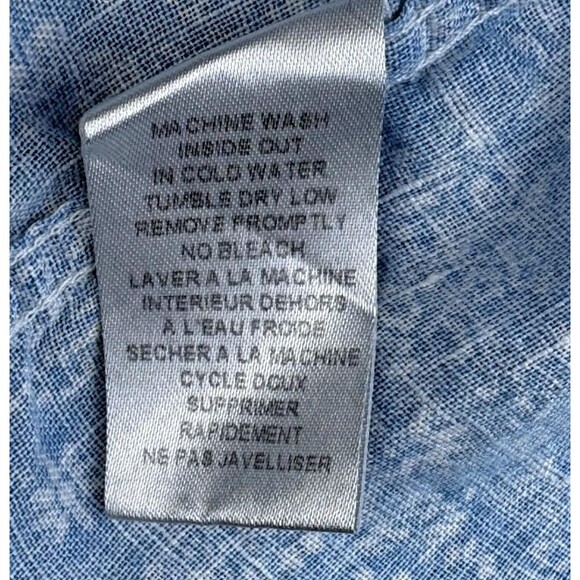 MACHINE WASH
INSIDE OUT
IN COLD WATER
TUMBLE DRY LOW
REMOVE PROMPTLY
NO BLEACH
LAVER A LA MACHINE
INTERIEUR DEHORS
A L'EAU FROIDE
SECHER A LA MACHINE
CYCLE DOUX
SUPPRIMER
RAPIDEMENT
NE PAS JAVELLISER